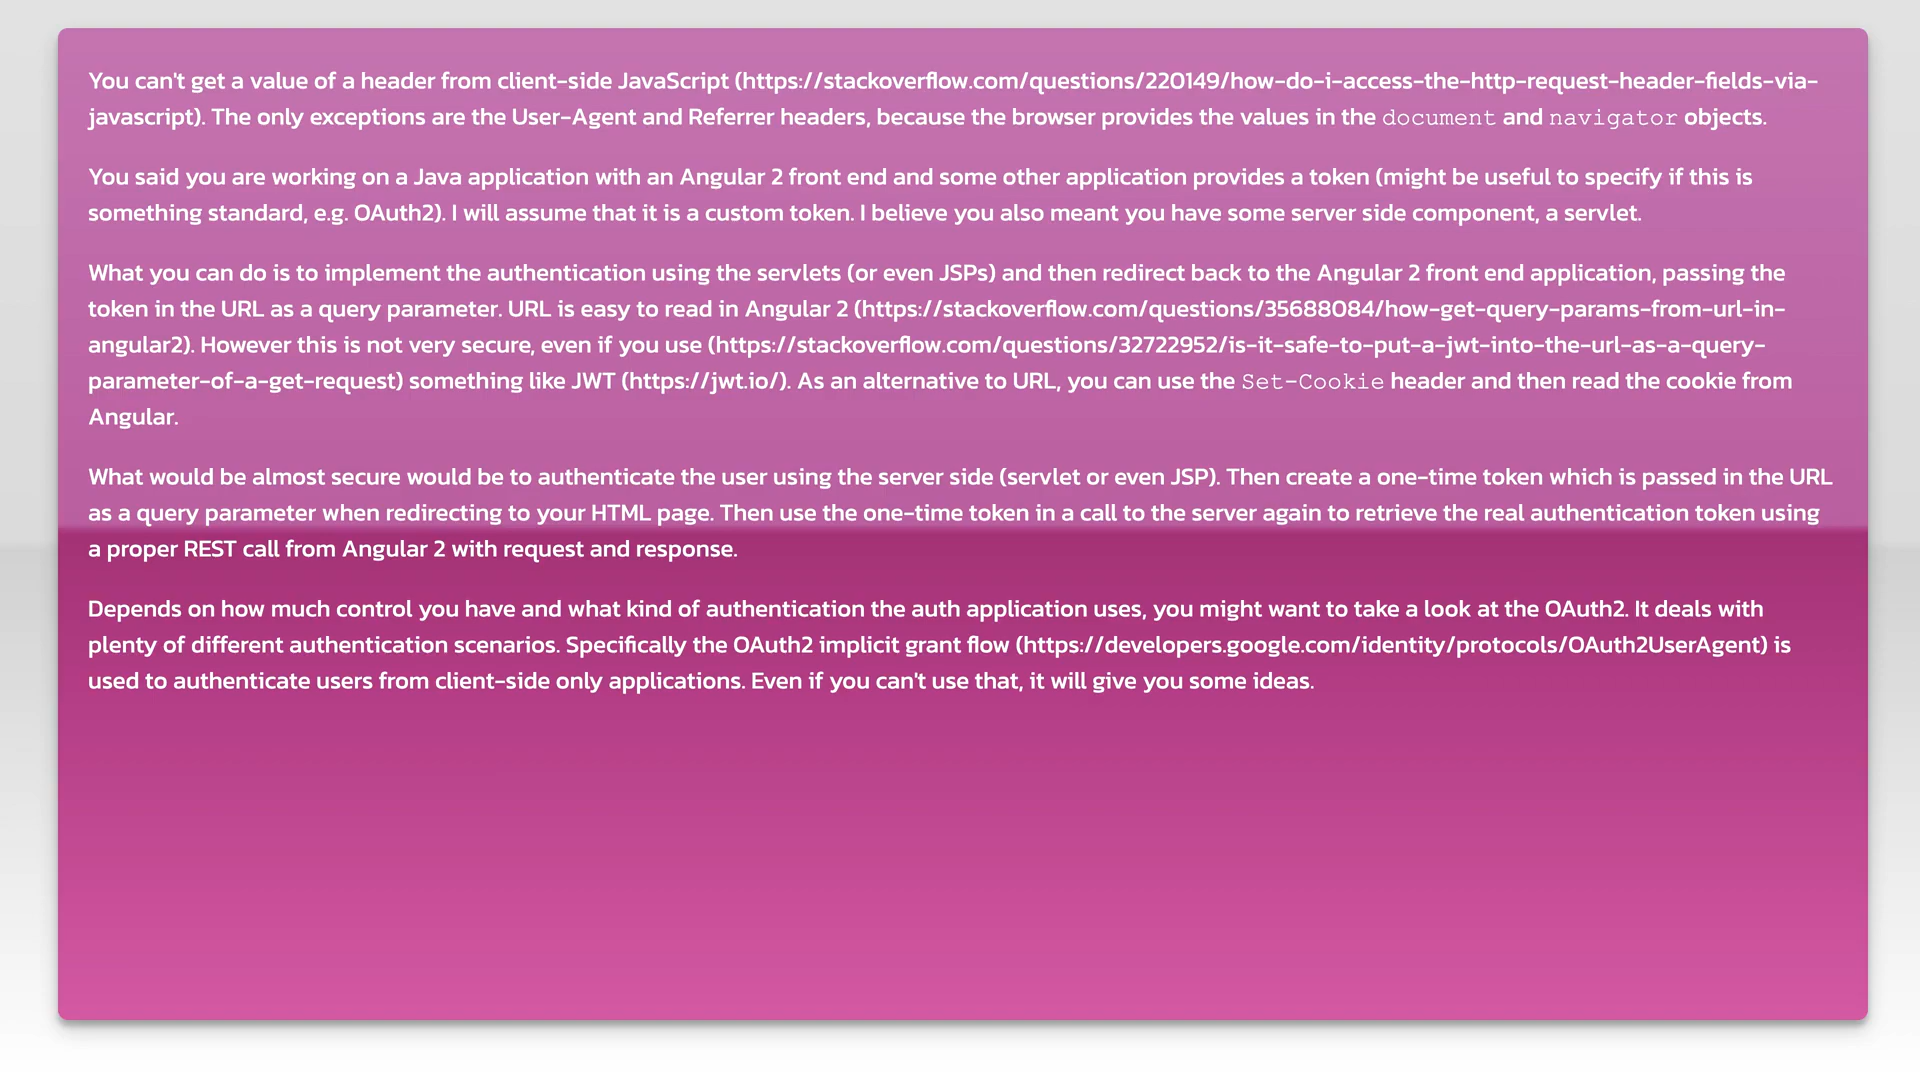 You can't get a value of a header from client-side JavaScript (https://stackoverflow.com/questions/220149/how-do-i-access-the-http-request-header-fields-via-
javascript). The only exceptions are the User-Agent and Referrer headers, because the browser provides the values in the document and navigator objects.
You said you are working on a Java application with an Angular 2 front end and some other application provides a token (might be useful to specify if this is
something standard, e.g. OAuth2). I will assume that it is a custom token. I believe you also meant you have some server side component, a servlet.
What you can do is to implement the authentication using the servlets (or even JSPs) and then redirect back to the Angular 2 front end application, passing the
token in the URL as a query parameter. URL is easy to read in Angular 2 (https://stackoverflow.com/questions/35688084/how-get-query-params-from-url-in-
angular2). However this is not very secure, even if you use (https://stackoverflow.com/questions/32722952/is-it-safe-to-put-a-jwt-into-the-url-as-a-query-
parameter-of-a-get-request) something like JWT (https://jwt.io/). As an alternative to URL, you can use the Set-Cookie header and then read the cookie from
Angular.
What would be almost secure would be to authenticate the user using the server side (servlet or even JSP). Then create a one-time token which is passed in the URL
as a query parameter when redirecting to your HTML page. Then use the one-time token in a call to the server again to retrieve the real authentication token using
a proper REST call from Angular 2 with request and response.
Depends on how much control you have and what kind of authentication the auth application uses, you might want to take a look at the OAuth2. It deals with
plenty of different authentication scenarios. Specifically the OAuth2 implicit grant flow (https://developers.google.com/identity/protocols/OAuth2UserAgent) is
used to authenticate users from client-side only applications. Even if you can't use that, it will give you some ideas.